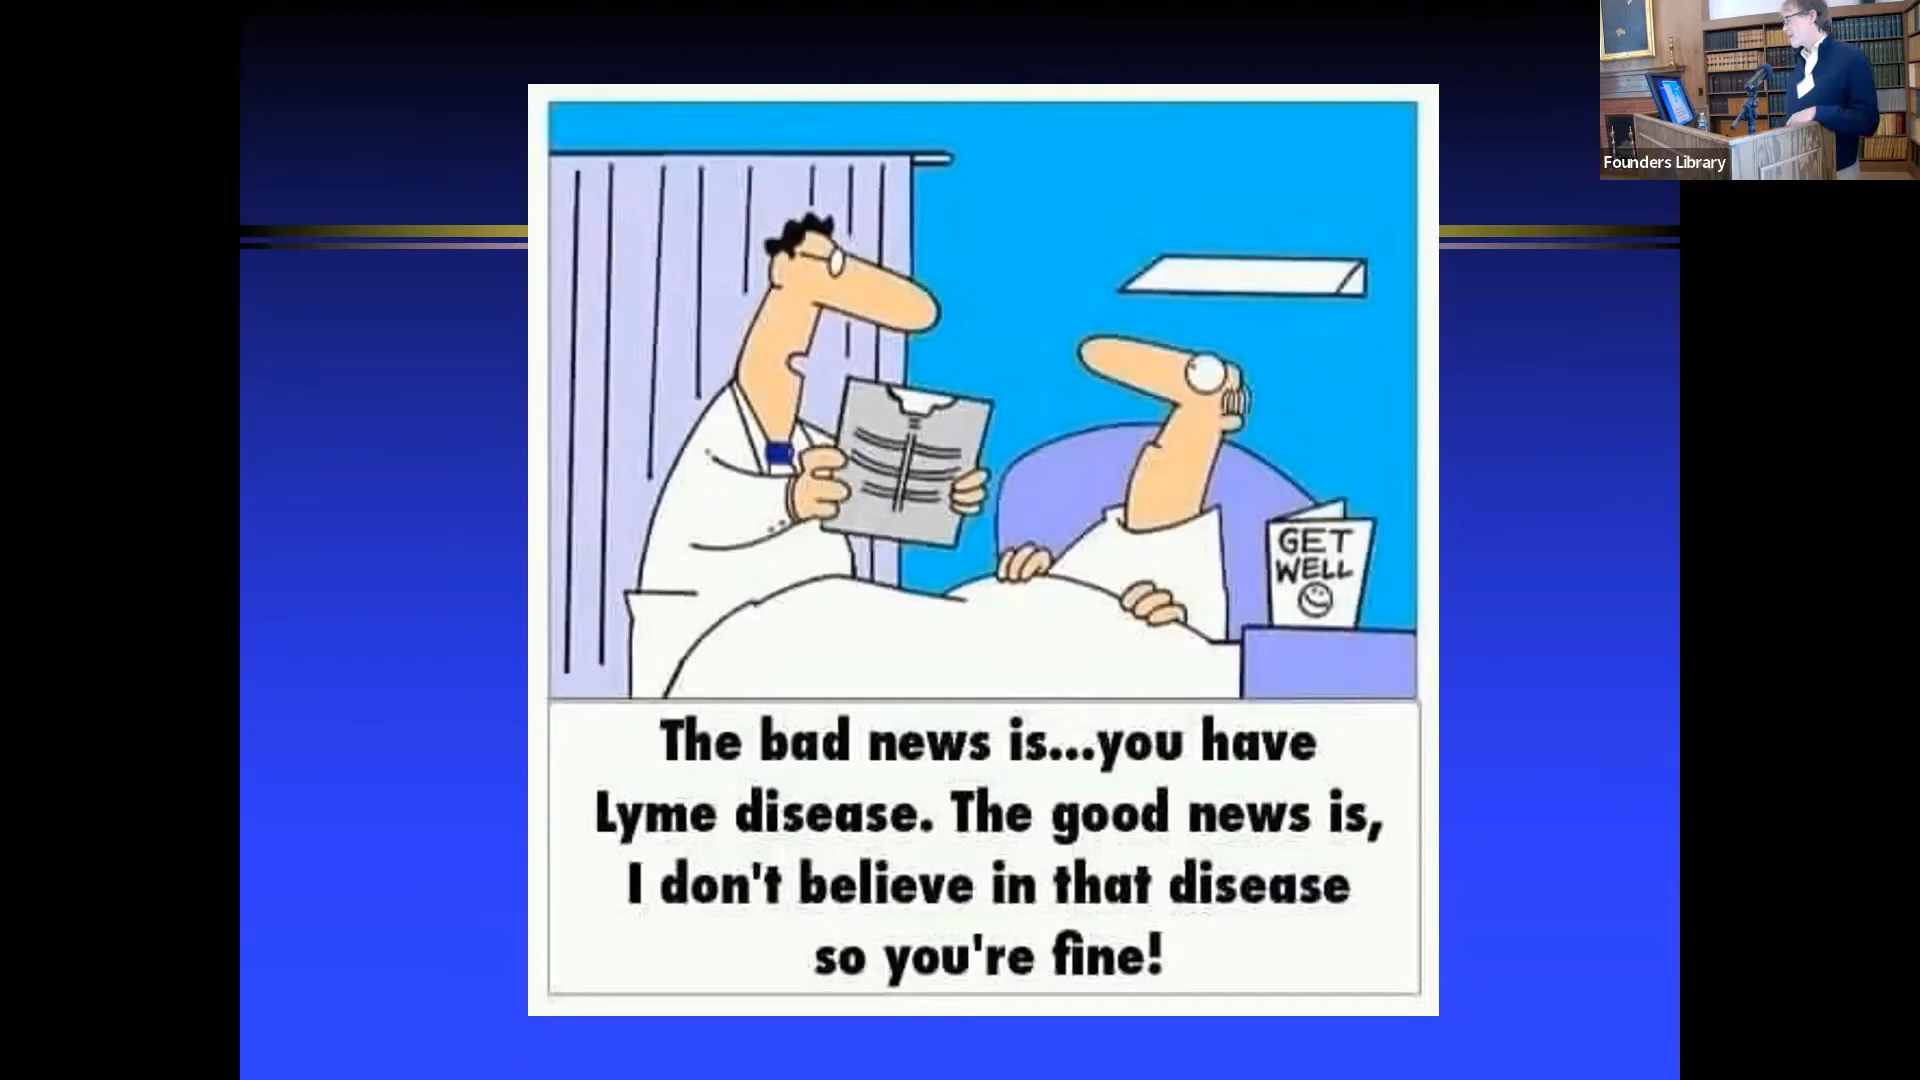 Founders Library
GET
WELL
The bad news is...you have
Lyme disease. The good news is,
I don't believe in that disease
so you're fine!